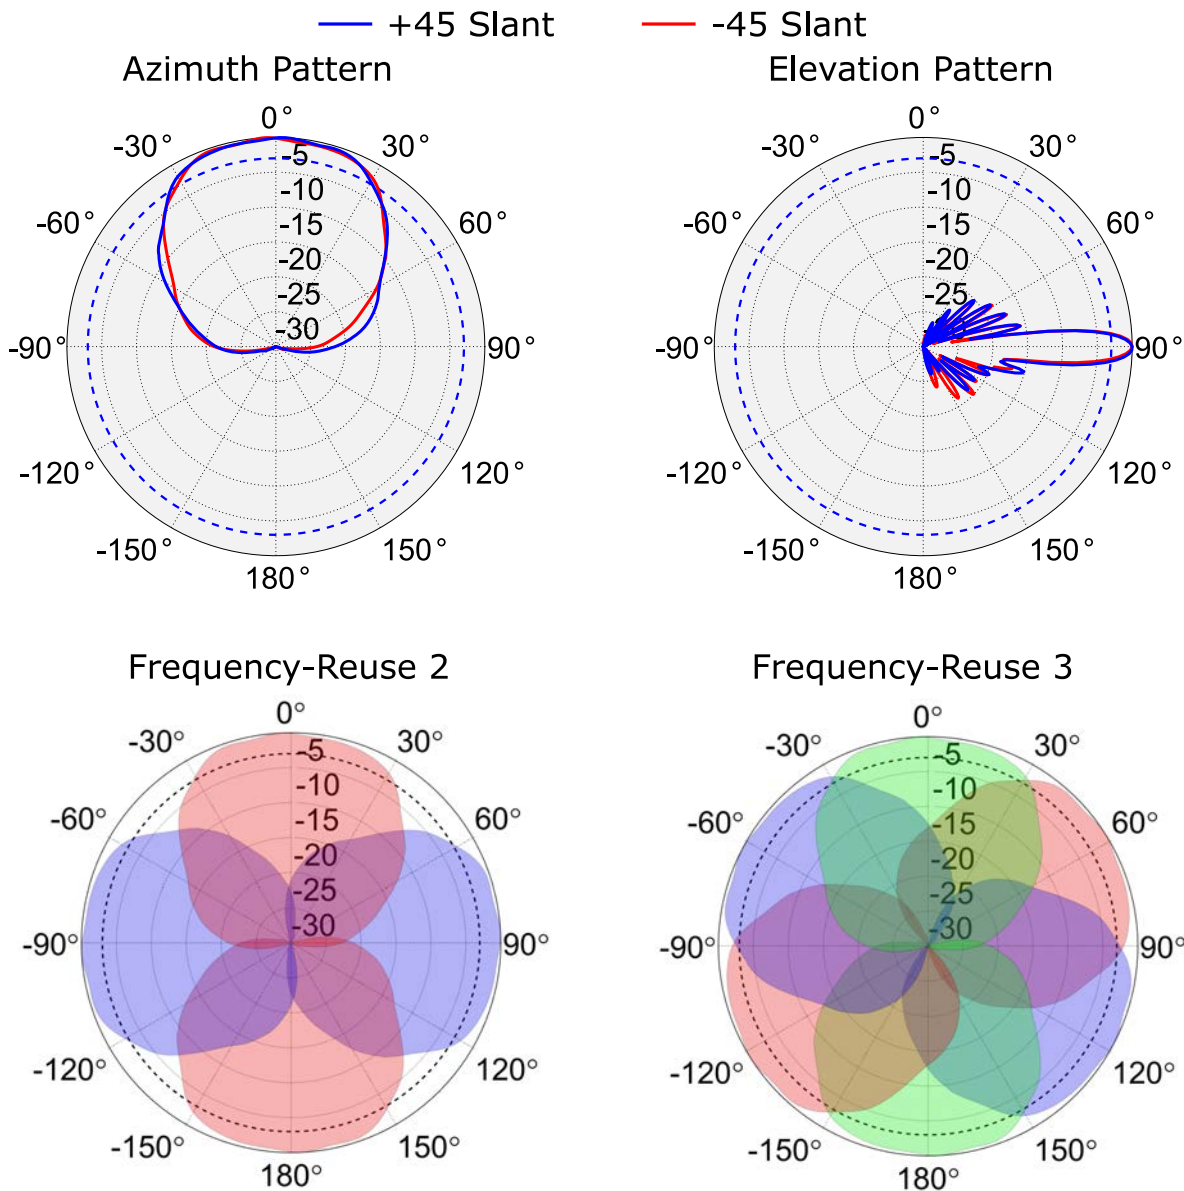 +45 Slant -45 Slant
Azimuth Pattern Elevation Pattern
0° 0°
-30° 30° -30° 30°
-5 -5
-10 -10
-60° -15 60° -60° -15 60°
-20 -20
-25 -25
-30
-90° 90° -90° 90°
-120° 120° -120° 120°
-150° 150° -150° 150°
180° 180°
Frequency-Reuse 2 Frequency-Reuse 3
0° 0°
-30° 30° -30° 30°
-5 -5
-10 -10
-60° -15 60° -60° -15 60°
-20 -20
-25 -25
-30 -30
-90° 90° -90° 90°
-120° 120° -120° 120°
-150° 150° -150° 150°
180° 180°